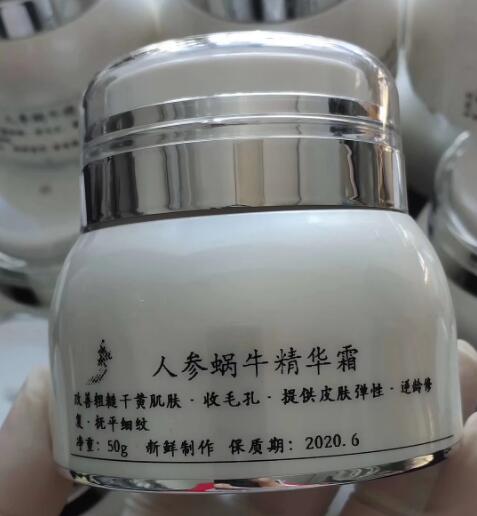 人参蜗牛精华霜
改善粗糙干黄肌肤·收毛孔·提供皮肤弹性·逆龄修
复·抚平细纹
净重：50g 新鲜制作 保质期：2020.6